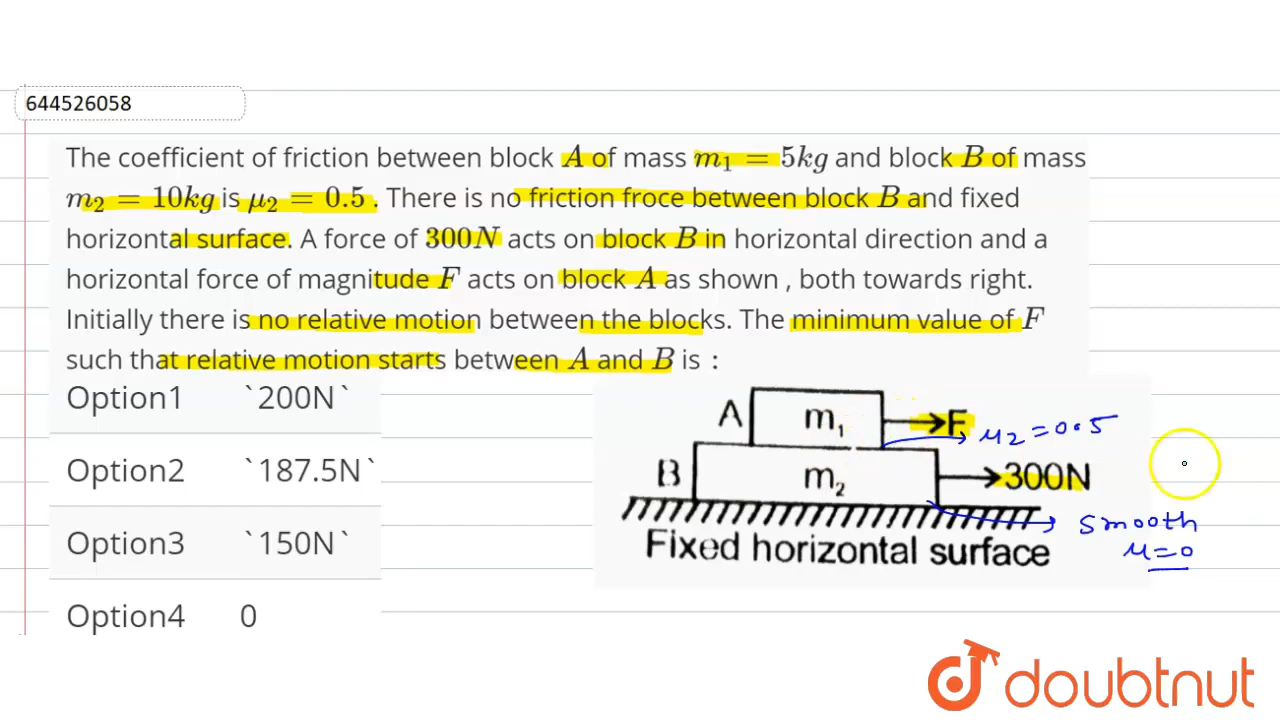 644526058
The coefficient of friction between block A of mass m₁ = 5kg and block B of mass
m₂ = 10kg is μ₂ = 0.5 . There is no friction froce between block B and fixed
horizontal surface. A force of 300N acts on block B in horizontal direction and a
horizontal force of magnitude F acts on block A as shown , both towards right.
Initially there is no relative motion between the blocks. The minimum value of F
such that relative motion starts between A and B is :
Option1 `200N`
Option2 `187.5N`
Option3 `150N`
Option4 0
A m₁ F
μ₂ = 0.5
B m₂ 300N
Smooth
μ = 0
Fixed horizontal surface
doubtnut